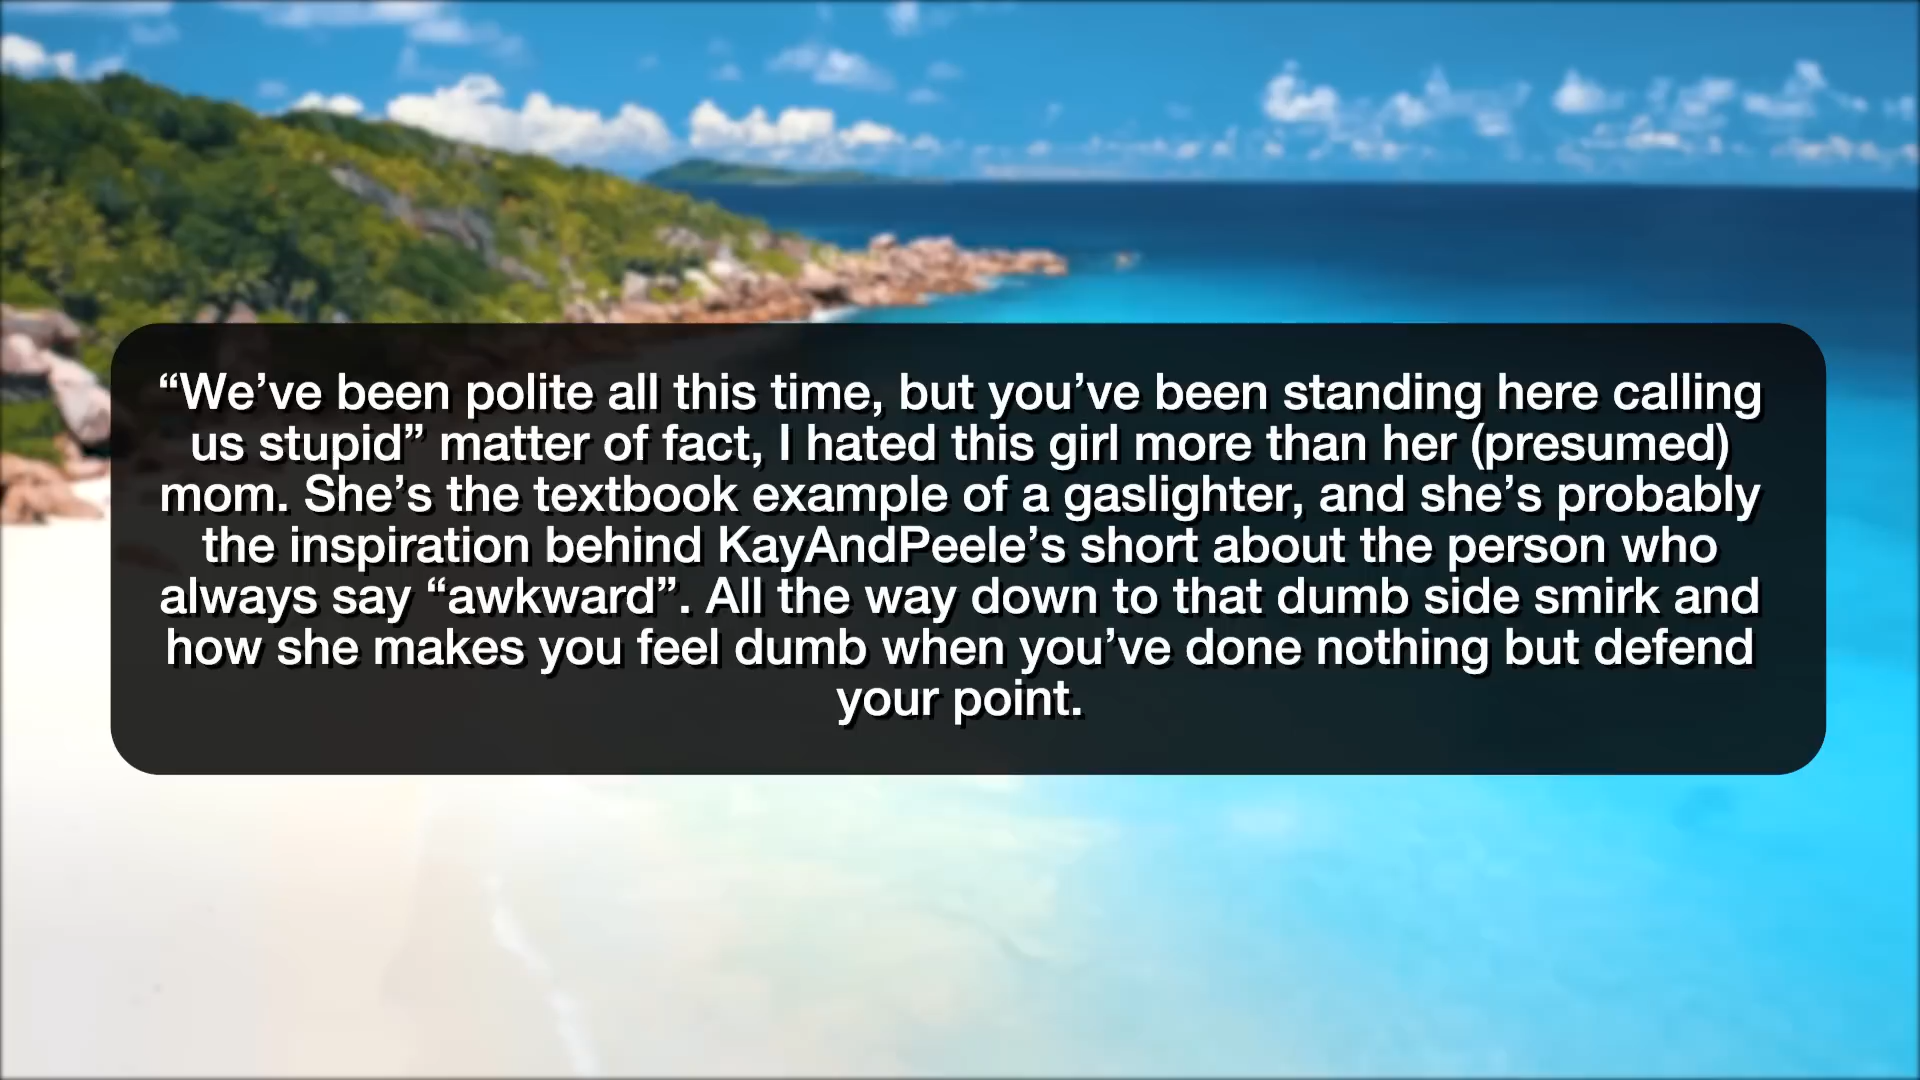 “We’ve been polite all this time, but you’ve been standing here calling
us stupid” matter of fact, I hated this girl more than her (presumed)
mom. She’s the textbook example of a gaslighter, and she’s probably
the inspiration behind KayAndPeele’s short about the person who
always say “awkward”. All the way down to that dumb side smirk and
how she makes you feel dumb when you’ve done nothing but defend
your point.